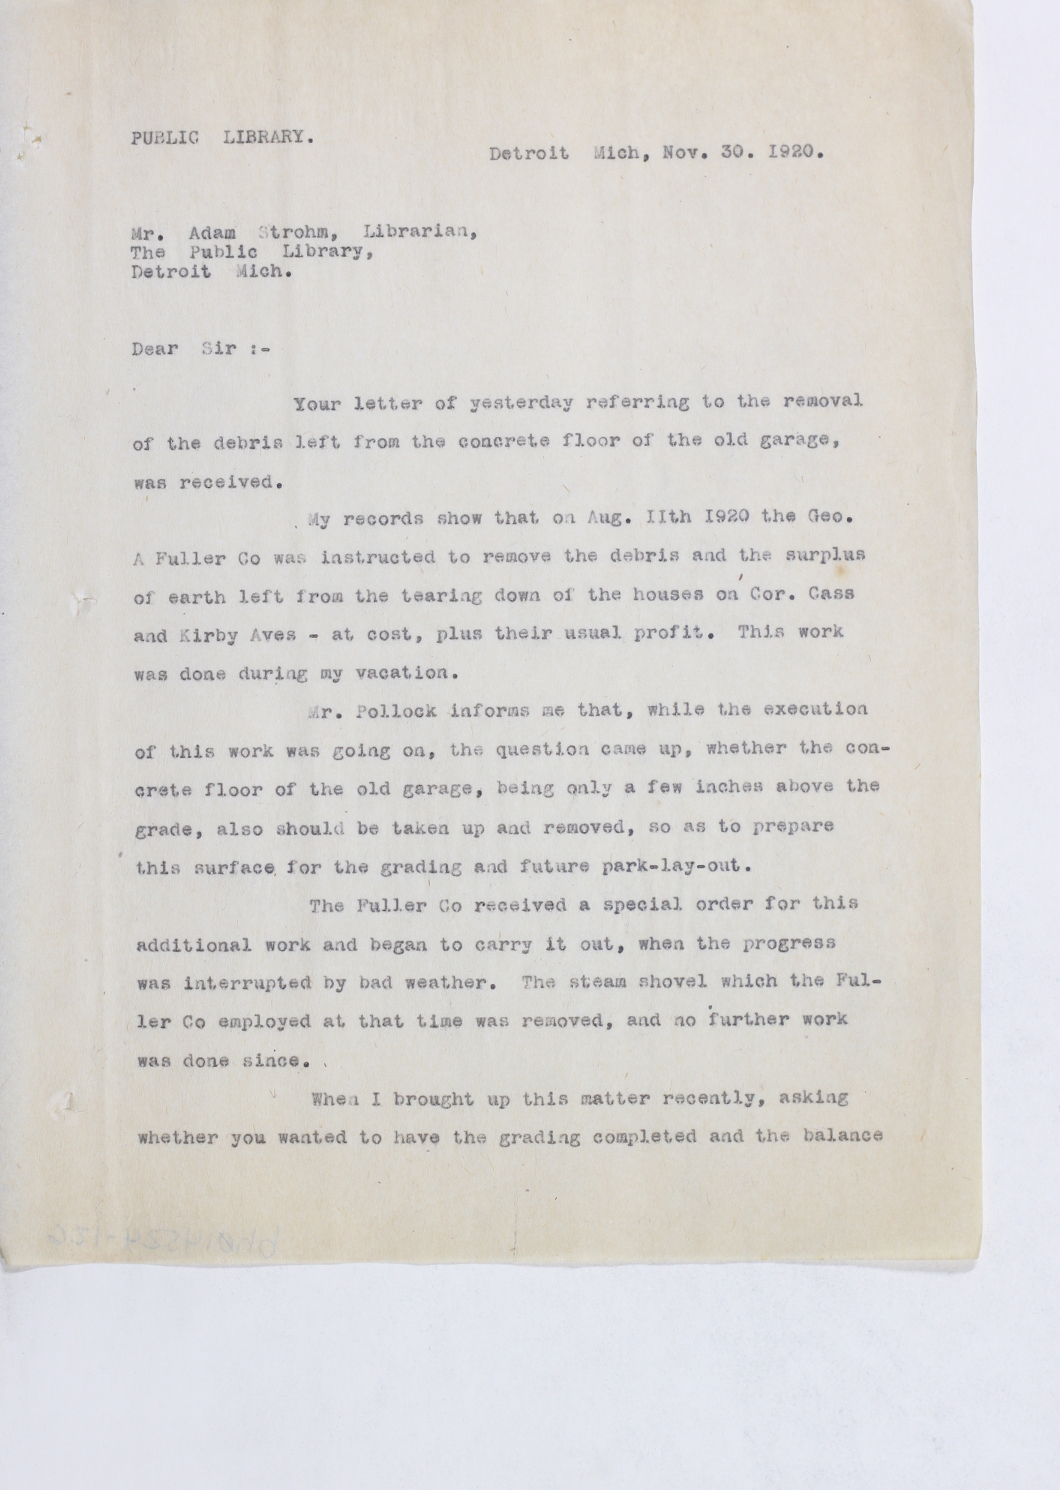 PUBLIC LIBRARY.
Detroit Mich, Nov. 30. I920.
Mr. Adam Strohm, Librarian,
The Public Library,
Detroit Mich.
Dear Sir :-
Your letter of yesterday referring to the removal
of the debris left from the concrete floor of the old garage,
was received.
My records show that on Aug. IIth I920 the Geo.
A Fuller Co was instructed to remove the debris and the surplus
of earth left from the tearing down of the houses on Cor. Cass
and Kirby Aves - at cost, plus their usual profit. This work
was done during my vacation.
Mr. Pollock informs me that, while the execution
of this work was going on, the question came up, whether the con-
crete floor of the old garage, being only a few inches above the
grade, also should be taken up and removed, so as to prepare
this surface for the grading and future park-lay-out.
The Fuller Co received a special order for this
additional work and began to carry it out, when the progress
was interrupted by bad weather. The steam shovel which the Ful-
ler Co employed at that time was removed, and no further work
was done since.
When I brought up this matter recently, asking
whether you wanted to have the grading completed and the balance